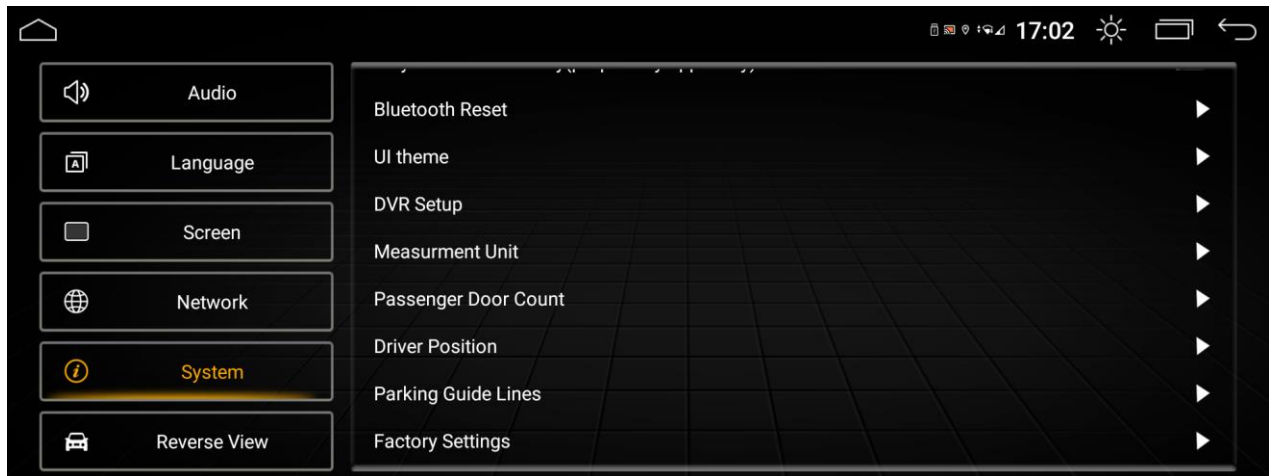 17:02
Audio
Language
Screen
Network
System
Reverse View
Bluetooth Reset
UI theme
DVR Setup
Measurment Unit
Passenger Door Count
Driver Position
Parking Guide Lines
Factory Settings